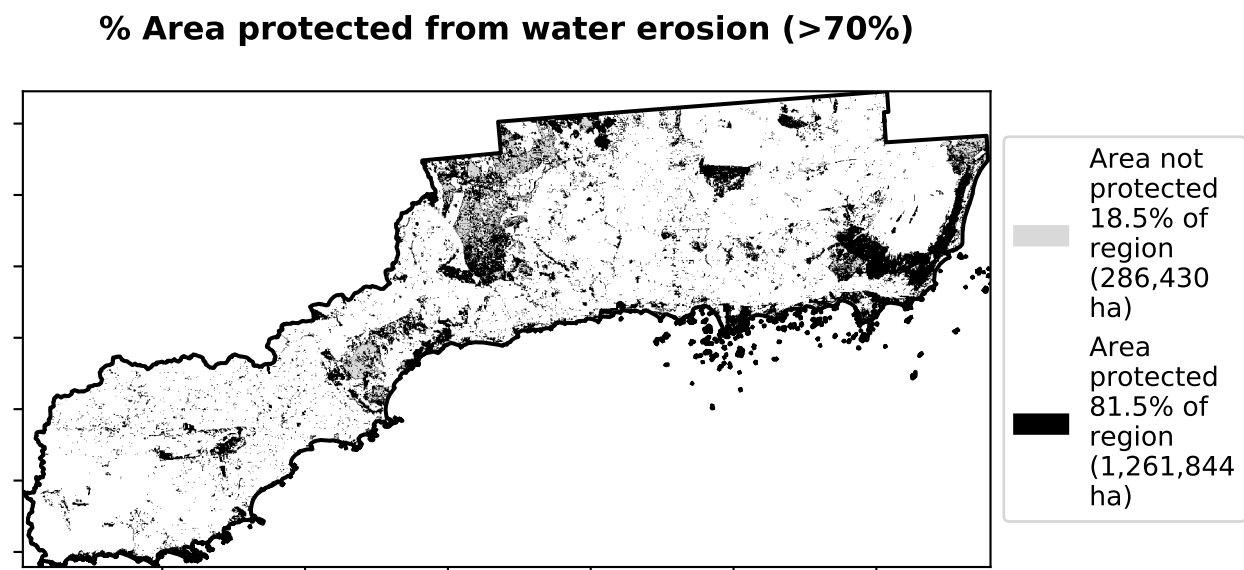 % Area protected from water erosion (>70%)
Area not
protected
18.5% of
region
(286,430
ha)
Area
protected
81.5% of
region
(1,261,844
ha)